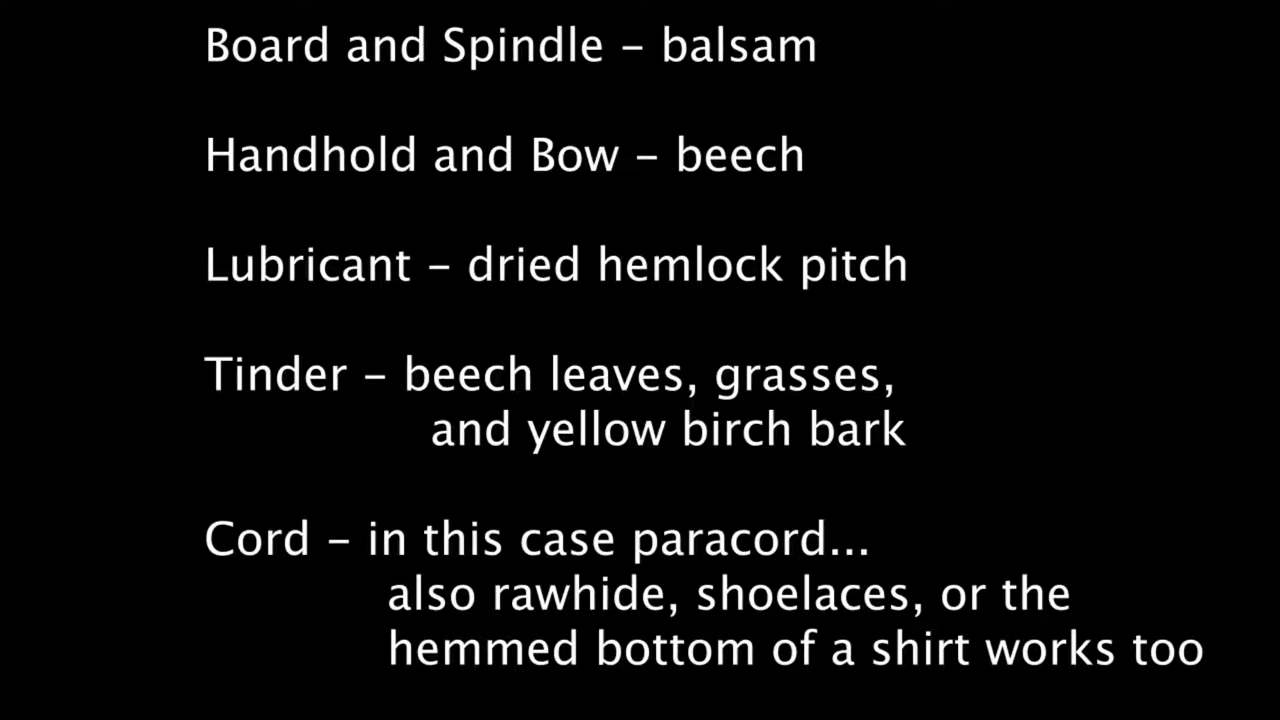 Board and Spindle – balsam
Handhold and Bow – beech
Lubricant – dried hemlock pitch
Tinder – beech leaves, grasses,
and yellow birch bark
Cord – in this case paracord...
also rawhide, shoelaces, or the
hemmed bottom of a shirt works too